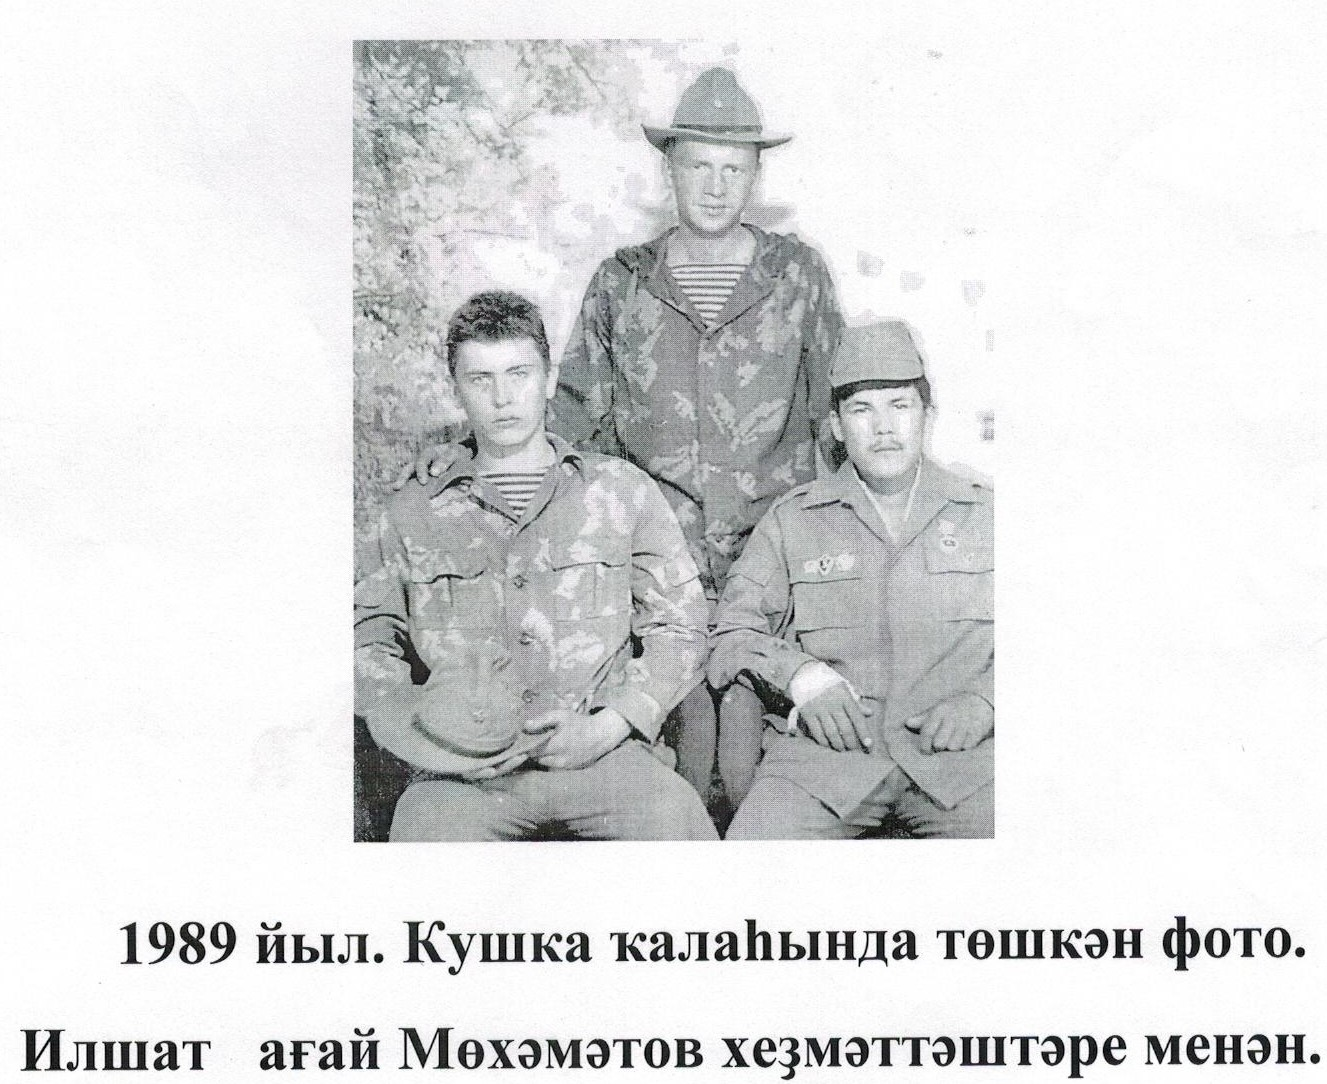 1989 йыл. Кушка ҡалаһында төшкән фото.
Илшат ағай Мөхәмәтов хеҙмәттәштәре менән.